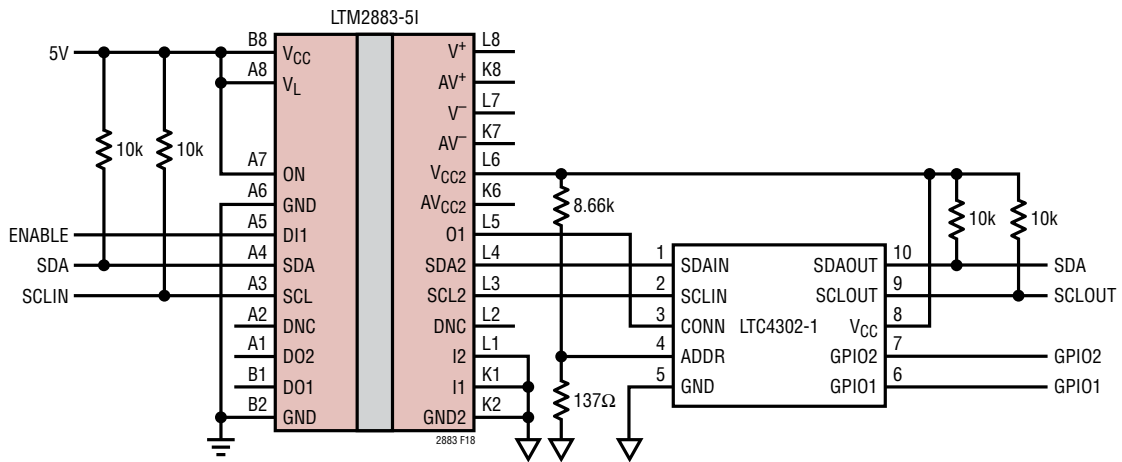 LTM2883-5I
5V
10k
10k
ENABLE
SDA
SCLIN
B8
A8
A7
A6
A5
A4
A3
A2
A1
B1
B2
VCC
VL
ON
GND
DI1
SDA
SCL
DNC
DO2
DO1
GND
V+
AV+
V–
AV–
VCC2
AVCC2
O1
SDA2
SCL2
DNC
I2
I1
GND2
L8
K8
L7
K7
L6
K6
L5
L4
L3
L2
L1
K1
K2
2883 F18
8.66k
137Ω
1
2
3
4
5
SDAIN
SCLIN
CONN
ADDR
GND
LTC4302-1
SDAOUT
SCLOUT
VCC
GPIO2
GPIO1
10
9
8
7
6
10k
10k
SDA
SCLOUT
GPIO2
GPIO1